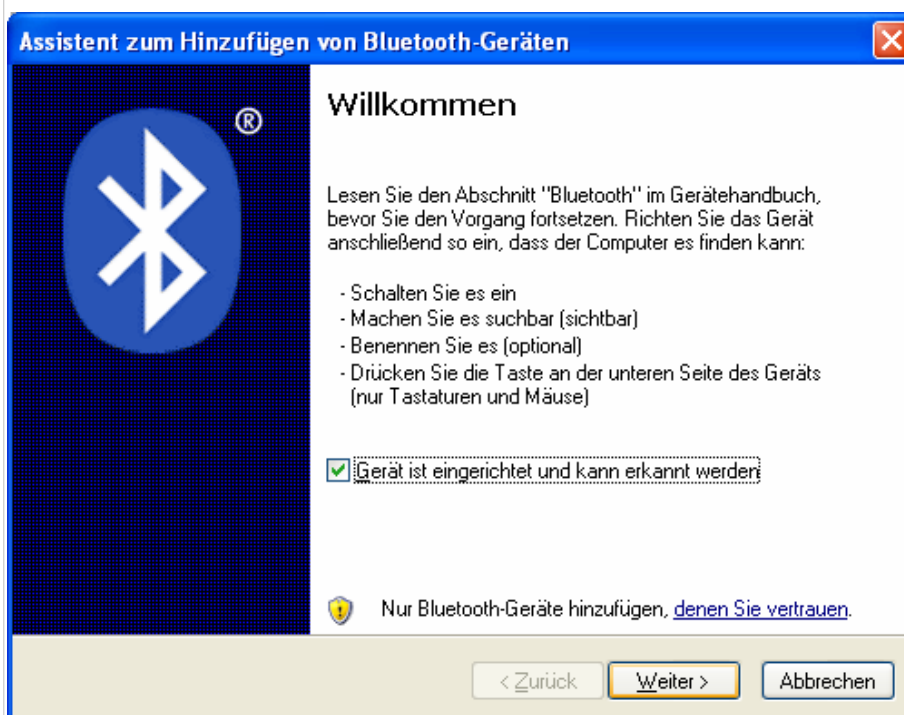 Assistent zum Hinzufügen von Bluetooth-Geräten
®
Willkommen
Lesen Sie den Abschnitt "Bluetooth" im Gerätehandbuch,
bevor Sie den Vorgang fortsetzen. Richten Sie das Gerät
anschließend so ein, dass der Computer es finden kann:
- Schalten Sie es ein
- Machen Sie es suchbar (sichtbar)
- Benennen Sie es (optional)
- Drücken Sie die Taste an der unteren Seite des Geräts
(nur Tastaturen und Mäuse)
Gerät ist eingerichtet und kann erkannt werden
Nur Bluetooth-Geräte hinzufügen, denen Sie vertrauen.
< Zurück Weiter > Abbrechen